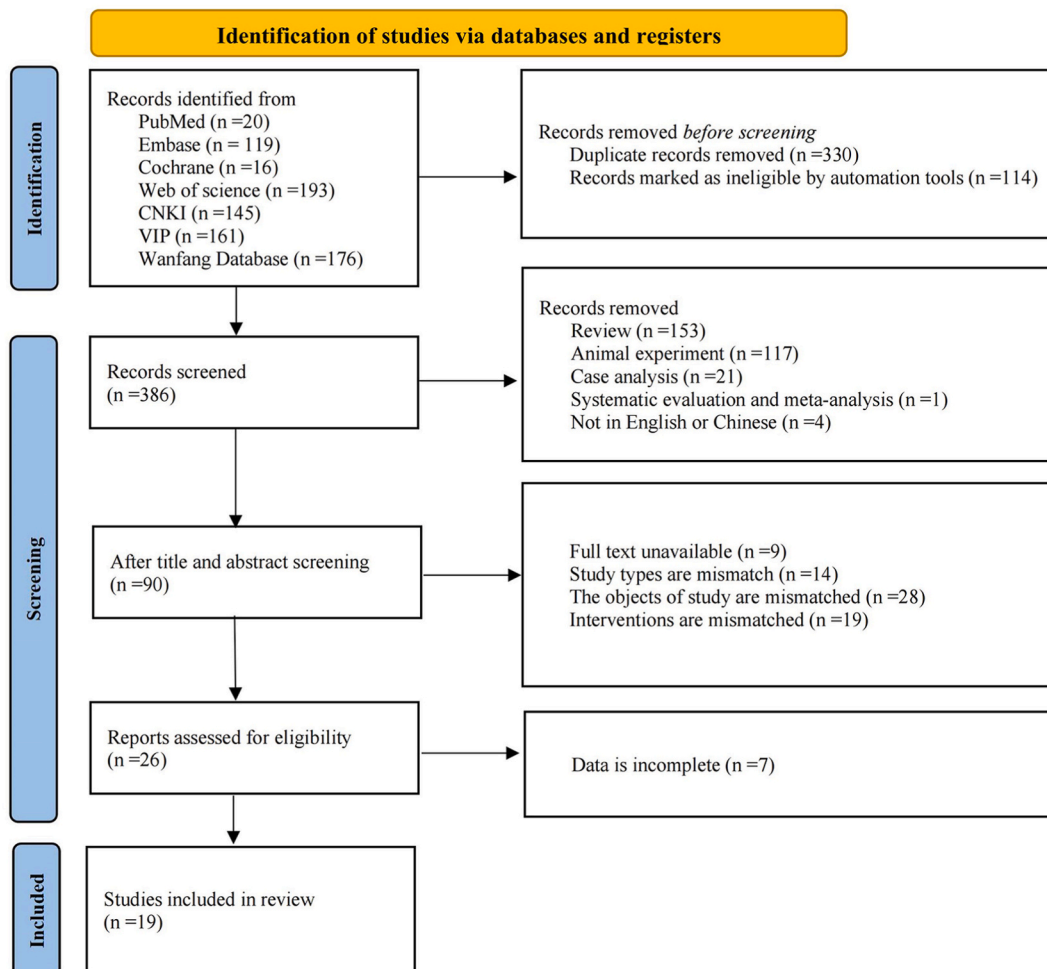 Identification of studies via databases and registers
Identification
Records identified from
PubMed (n =20)
Embase (n = 119)
Cochrane (n =16)
Web of science (n =193)
CNKI (n =145)
VIP (n =161)
Wanfang Database (n =176)
Records removed before screening
Duplicate records removed (n =330)
Records marked as ineligible by automation tools (n =114)
Screening
Records screened
(n =386)
Records removed
Review (n =153)
Animal experiment (n =117)
Case analysis (n =21)
Systematic evaluation and meta-analysis (n =1)
Not in English or Chinese (n =4)
After title and abstract screening
(n =90)
Full text unavailable (n =9)
Study types are mismatch (n =14)
The objects of study are mismatched (n =28)
Interventions are mismatched (n =19)
Reports assessed for eligibility
(n =26)
Data is incomplete (n =7)
Included
Studies included in review
(n =19)